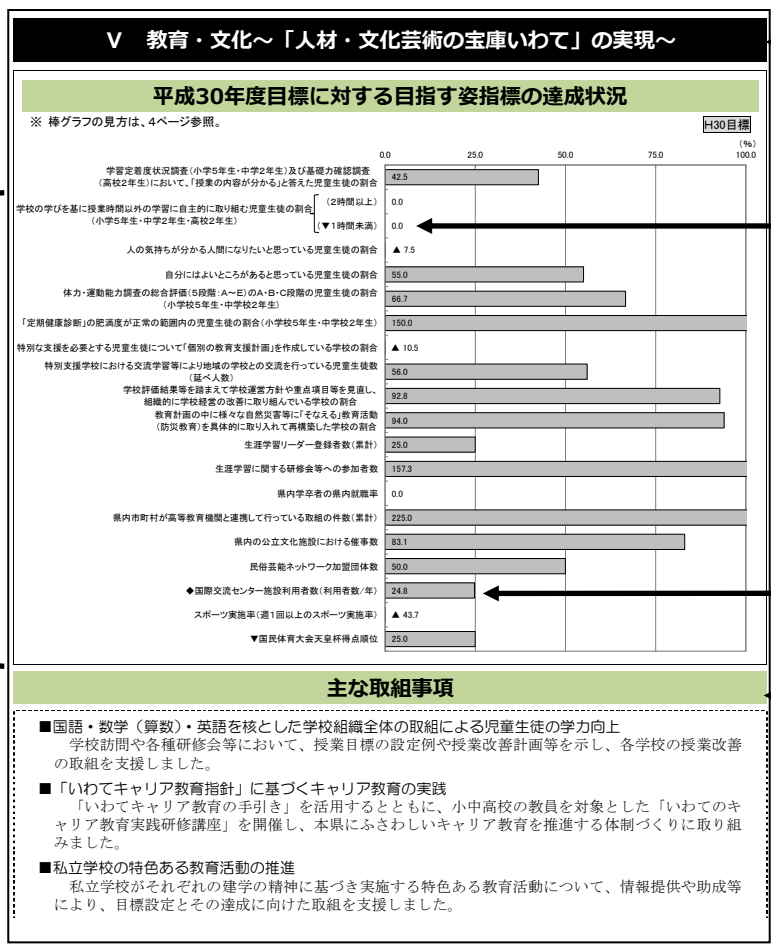 Ⅴ 教育・文化~「人材・文化芸術の宝庫いわて」の実現~
平成30年度目標に対する目指す姿指標の達成状況
※ 棒グラフの見方は、4ページ参照。
H30目標
(%)
0.0 25.0 50.0 75.0 100.0
学習定着度状況調査(小学5年生・中学2年生)及び基礎力確認調査
(高校2年生)において、「授業の内容が分かる」と答えた児童生徒の割合
42.5
学校の学びを基に授業時間以外の学習に自主的に取り組む児童生徒の割合
(小学5年生・中学2年生・高校2年生)
(2時間以上)
0.0
(▼1時間未満)
0.0
人の気持ちが分かる人間になりたいと思っている児童生徒の割合
▲ 7.5
自分にはよいところがあると思っている児童生徒の割合
55.0
体力・運動能力調査の総合評価(5段階:A~E)のA・B・C段階の児童生徒の割合
(小学校5年生・中学校2年生)
66.7
「定期健康診断」の肥満度が正常の範囲内の児童生徒の割合(小学校5年生・中学校2年生)
150.0
特別な支援を必要とする児童生徒について「個別の教育支援計画」を作成している学校の割合
▲ 10.5
特別支援学校における交流学習等により地域の学校との交流を行っている児童生徒数
(延べ人数)
56.0
学校評価結果等を踏まえて学校運営方針や重点項目等を見直し、
組織的に学校経営の改善に取り組んでいる学校の割合
92.8
教育計画の中に様々な自然災害等に「そなえる」教育活動
(防災教育)を具体的に取り入れて再構築した学校の割合
94.0
生涯学習リーダー登録者数(累計)
25.0
生涯学習に関する研修会等への参加者数
157.3
県内学卒者の県内就職率
0.0
県内市町村が高等教育機関と連携して行っている取組の件数(累計)
225.0
県内の公立文化施設における催事数
83.1
民俗芸能ネットワーク加盟団体数
50.0
◆国際交流センター施設利用者数(利用者数/年)
24.8
スポーツ実施率(週1回以上のスポーツ実施率)
▲ 43.7
▼国民体育大会天皇杯得点順位
25.0
主な取組事項
■国語・数学(算数)・英語を核とした学校組織全体の取組による児童生徒の学力向上
学校訪問や各種研修会等において、授業目標の設定例や授業改善計画等を示し、各学校の授業改善
の取組を支援しました。
■「いわてキャリア教育指針」に基づくキャリア教育の実践
「いわてキャリア教育の手引き」を活用するとともに、小中高校の教員を対象とした「いわてのキ
ャリア教育実践研修講座」を開催し、本県にふさわしいキャリア教育を推進する体制づくりに取り組
みました。
■私立学校の特色ある教育活動の推進
私立学校がそれぞれの建学の精神に基づき実施する特色ある教育活動について、情報提供や助成等
により、目標設定とその達成に向けた取組を支援しました。